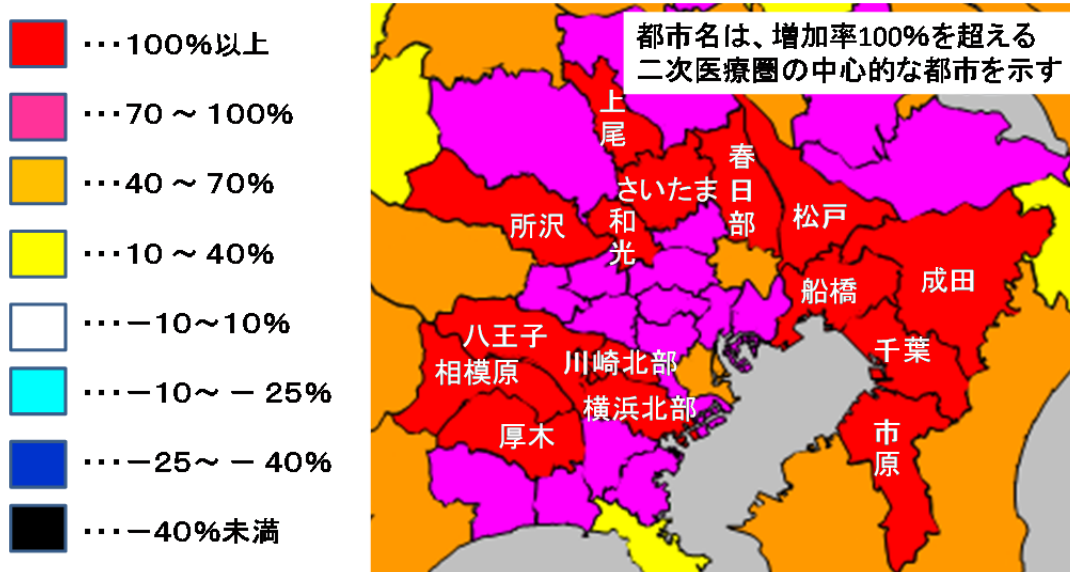 …100%以上
…70～100%
…40～70%
…10～40%
…－10～10%
…－10～－25%
…－25～－40%
…－40%未満
都市名は、増加率100%を超える
二次医療圏の中心的な都市を示す
上尾
さいたま
春日部
所沢
和光
松戸
船橋
成田
八王子
千葉
相模原
川崎北部
横浜北部
厚木
市原